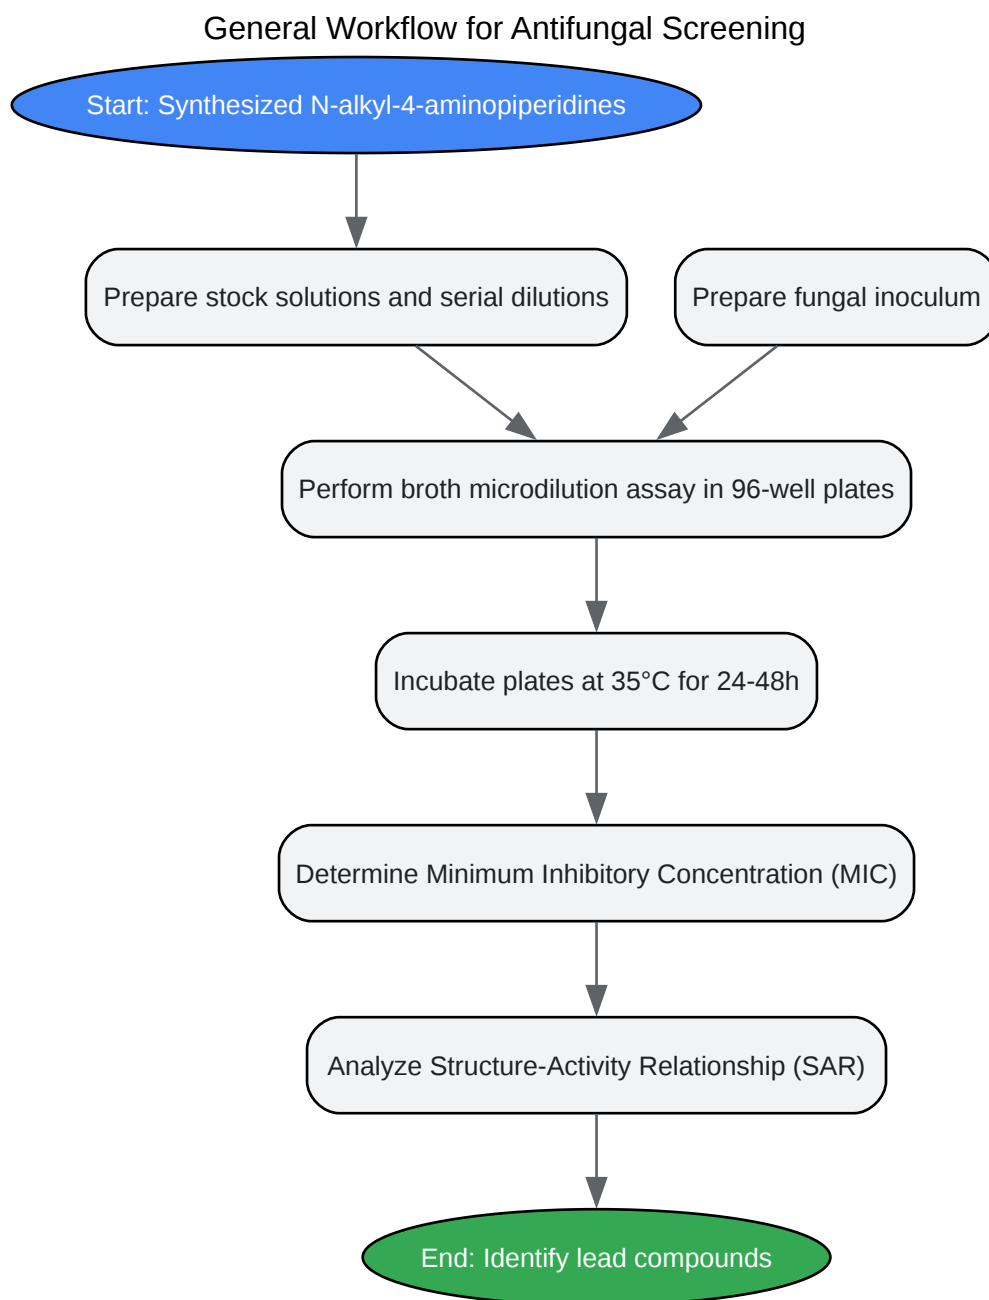 General Workflow for Antifungal Screening
Start: Synthesized N-alkyl-4-aminopiperidines
Prepare stock solutions and serial dilutions
Prepare fungal inoculum
Perform broth microdilution assay in 96-well plates
Incubate plates at 35°C for 24-48h
Determine Minimum Inhibitory Concentration (MIC)
Analyze Structure-Activity Relationship (SAR)
End: Identify lead compounds